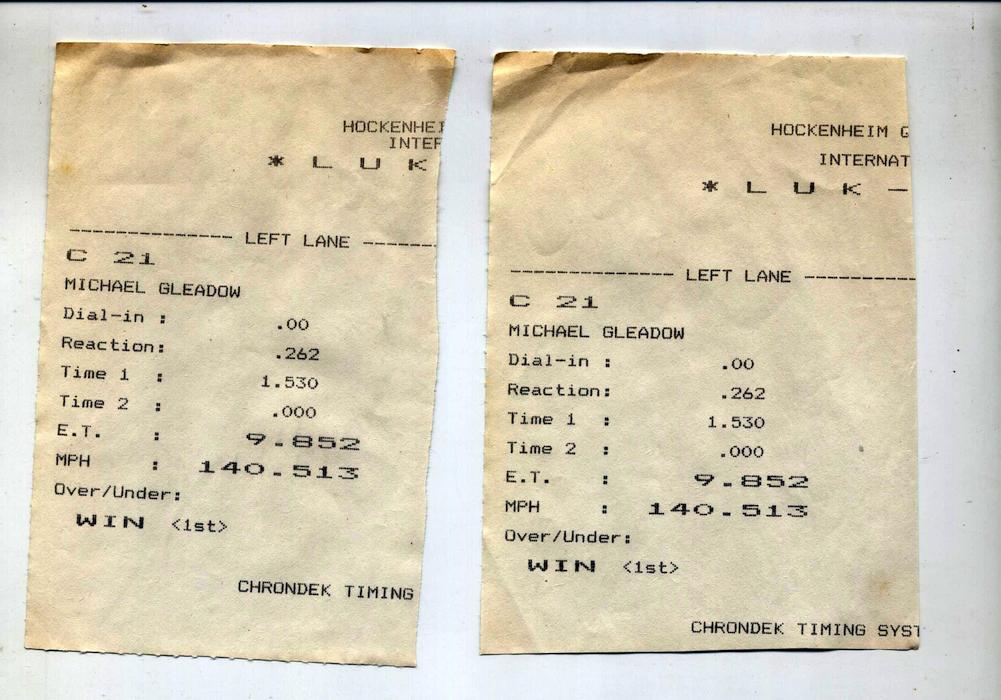 HOCKENHEI
INTER
* L U K
---------------- LEFT LANE -------
C 21
MICHAEL GLEADOW
Dial-in : .00
Reaction: .262
Time 1 : 1.530
Time 2 : .000
E.T. : 9.852
MPH : 140.513
Over/Under:
WIN <1st>
CHRONDEK TIMING
HOCKENHEIM G
INTERNAT
* L U K -
---------------- LEFT LANE -----------
C 21
MICHAEL GLEADOW
Dial-in : .00
Reaction: .262
Time 1 : 1.530
Time 2 : .000
E.T. : 9.852
MPH : 140.513
Over/Under:
WIN <1st>
CHRONDEK TIMING SYST